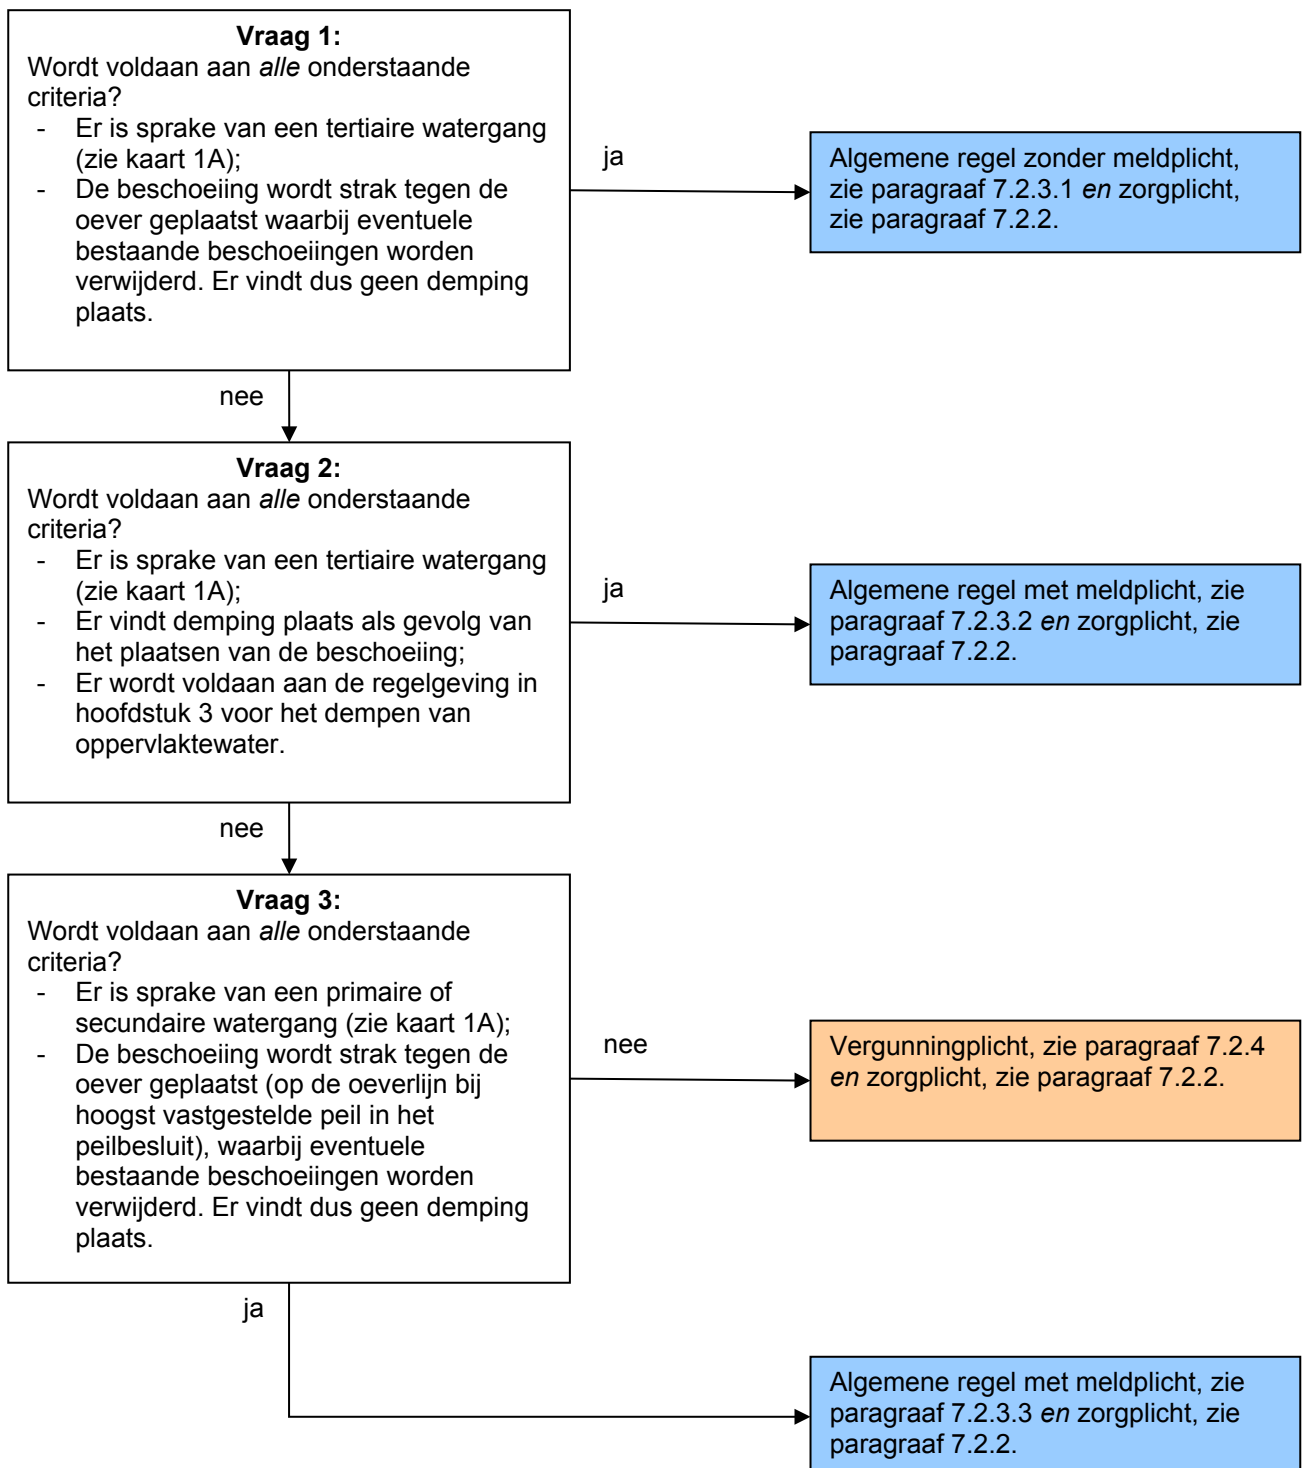 Vraag 1:
Wordt voldaan aan alle onderstaande
criteria?
- Er is sprake van een tertiaire watergang
(zie kaart 1A);
- De beschoeiing wordt strak tegen de
oever geplaatst waarbij eventuele
bestaande beschoeiingen worden
verwijderd. Er vindt dus geen demping
plaats.
ja
Algemene regel zonder meldplicht,
zie paragraaf 7.2.3.1 en zorgplicht,
zie paragraaf 7.2.2.
nee
Vraag 2:
Wordt voldaan aan alle onderstaande
criteria?
- Er is sprake van een tertiaire watergang
(zie kaart 1A);
- Er vindt demping plaats als gevolg van
het plaatsen van de beschoeiing;
- Er wordt voldaan aan de regelgeving in
hoofdstuk 3 voor het dempen van
oppervlaktewater.
ja
Algemene regel met meldplicht, zie
paragraaf 7.2.3.2 en zorgplicht, zie
paragraaf 7.2.2.
nee
Vraag 3:
Wordt voldaan aan alle onderstaande
criteria?
- Er is sprake van een primaire of
secundaire watergang (zie kaart 1A);
- De beschoeiing wordt strak tegen de
oever geplaatst (op de oeverlijn bij
hoogst vastgestelde peil in het
peilbesluit), waarbij eventuele
bestaande beschoeiingen worden
verwijderd. Er vindt dus geen demping
plaats.
nee
Vergunningplicht, zie paragraaf 7.2.4
en zorgplicht, zie paragraaf 7.2.2.
ja
Algemene regel met meldplicht, zie
paragraaf 7.2.3.3 en zorgplicht, zie
paragraaf 7.2.2.